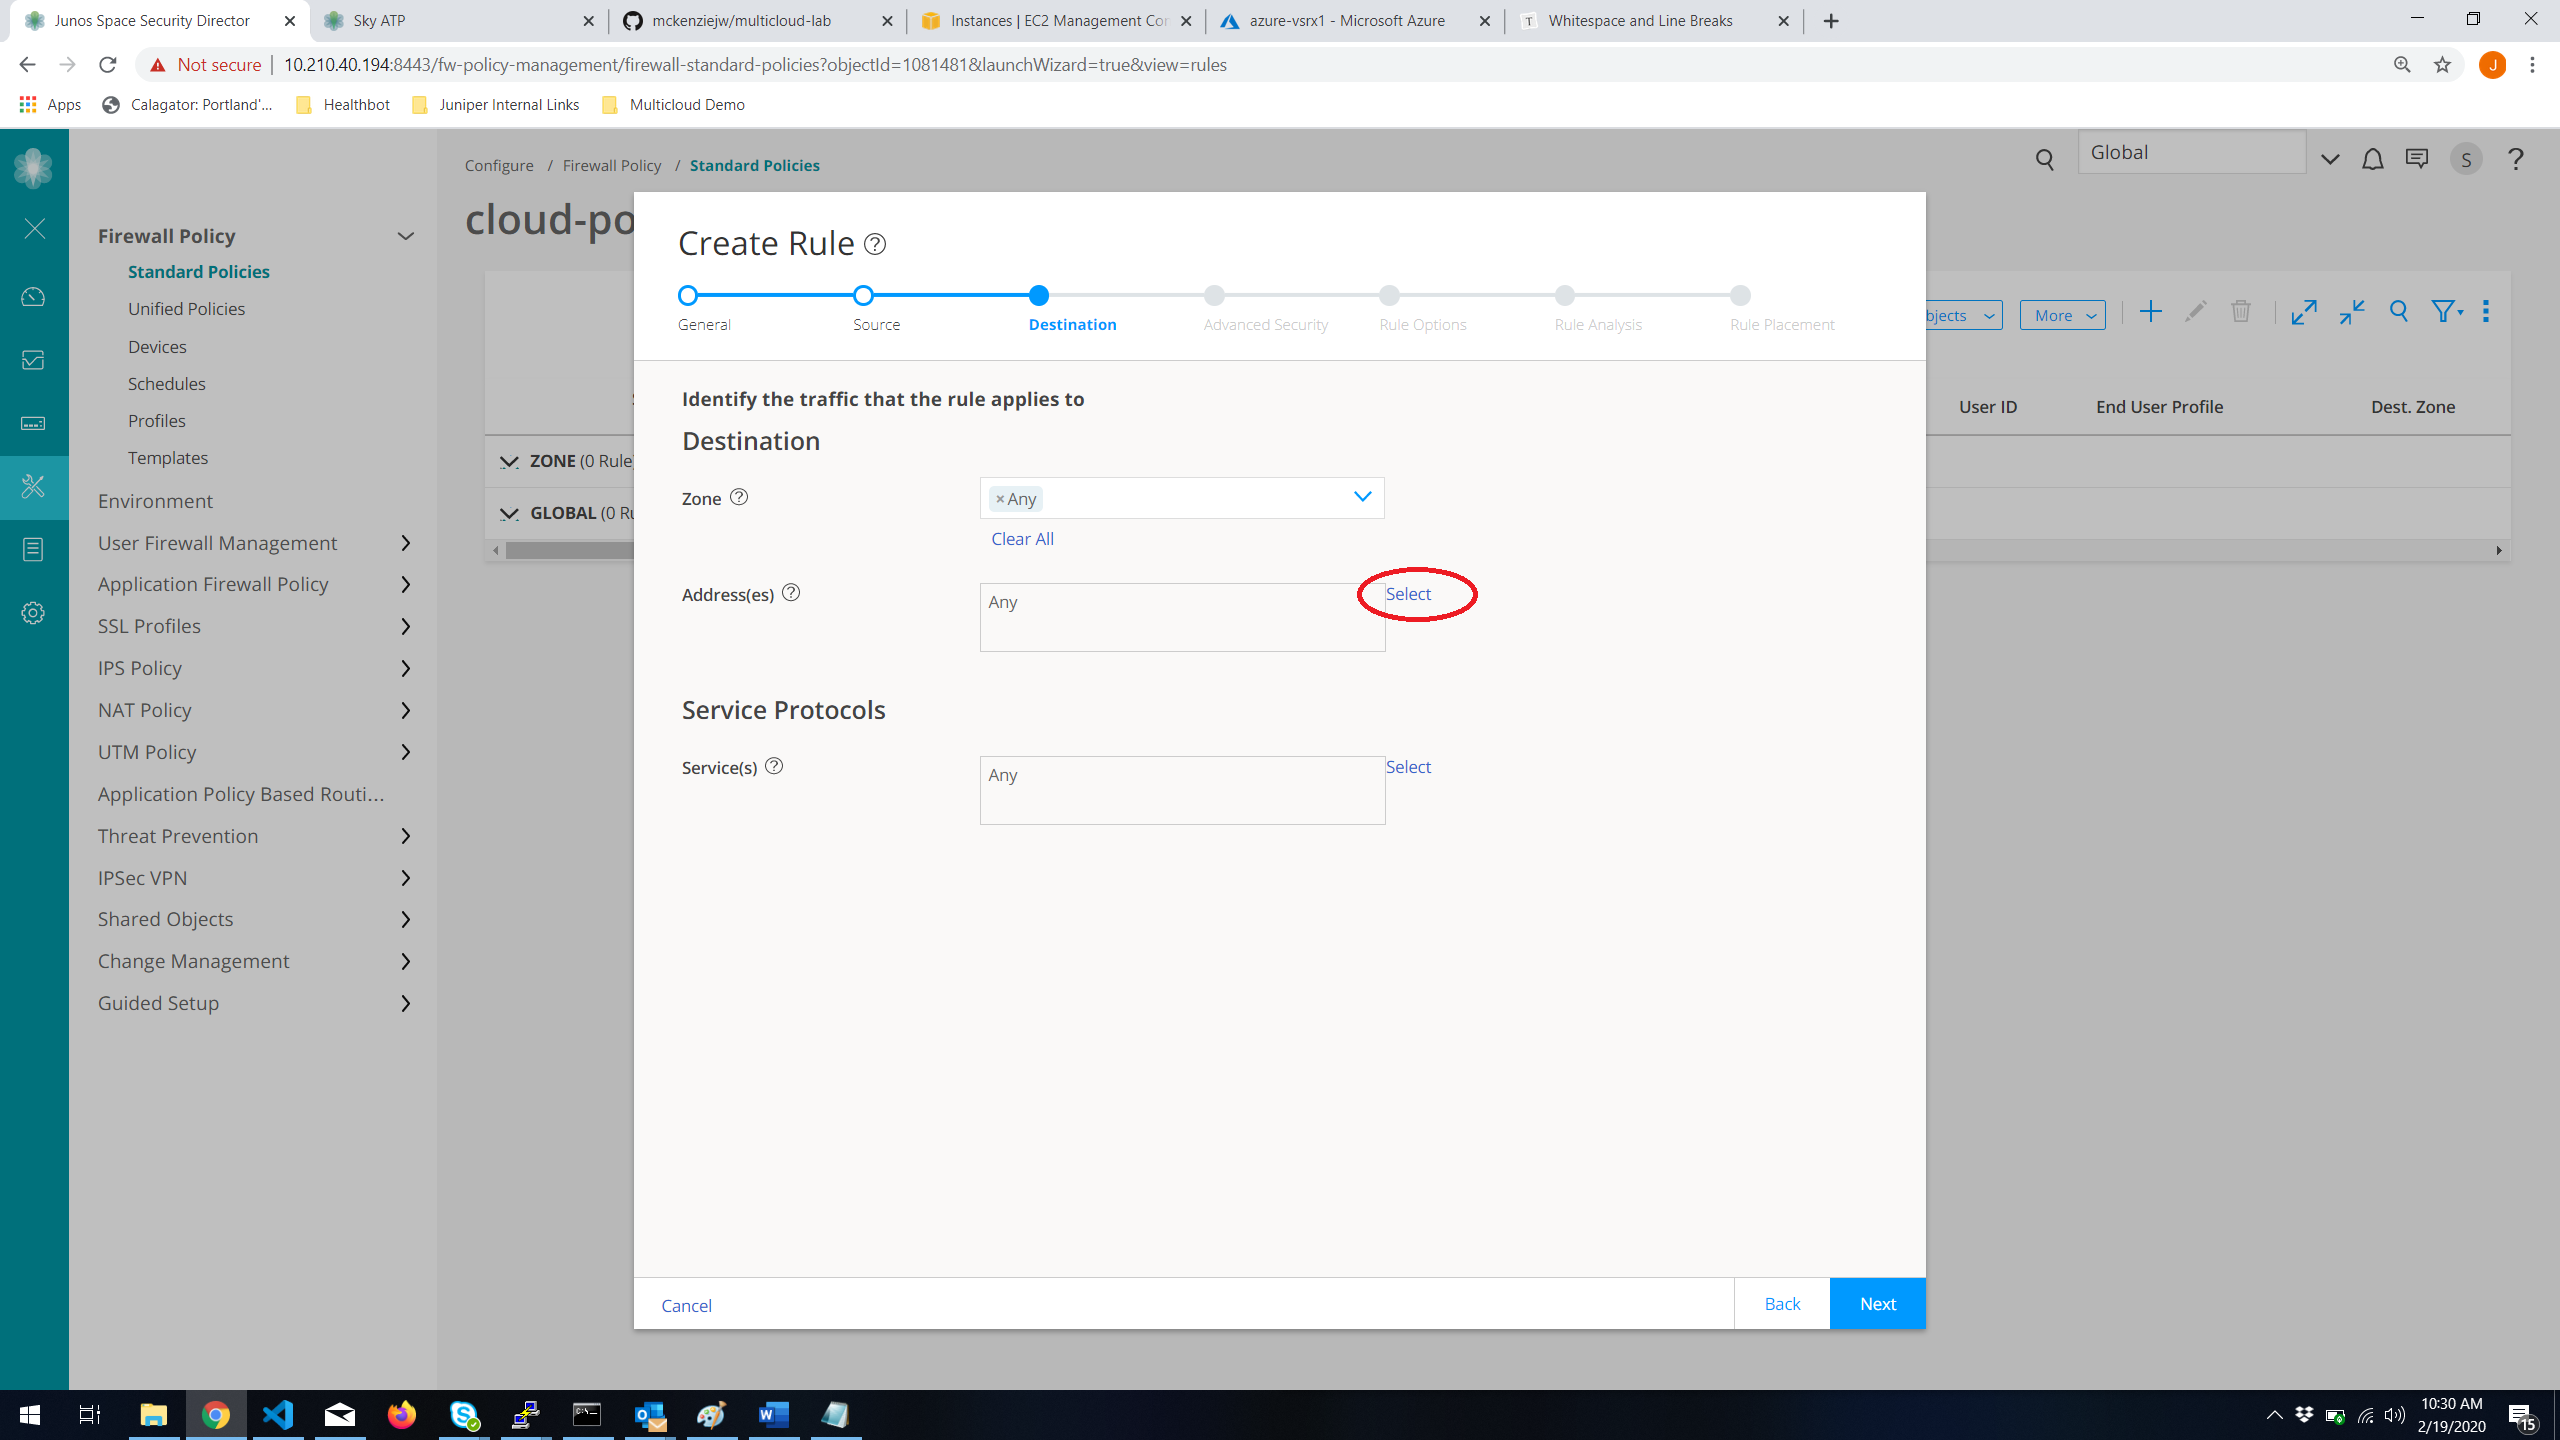 Junos Space Security Director
Sky ATP
mckenziejw/multicloud-lab
Instances | EC2 Management Con
azure-vsrx1 - Microsoft Azure
T
Whitespace and Line Breaks
Not secure
10.210.40.194:8443/fw-policy-management/firewall-standard-policies?objectId=1081481&launchWizard=true&view=rules
J
Apps
Calagator: Portland'...
Healthbot
Juniper Internal Links
Multicloud Demo
Configure / Firewall Policy / Standard Policies
Global
S
?
cloud-po
Firewall Policy
Standard Policies
Unified Policies
Devices
Schedules
Profiles
Templates
Environment
User Firewall Management
Application Firewall Policy
SSL Profiles
IPS Policy
NAT Policy
UTM Policy
Application Policy Based Routi...
Threat Prevention
IPSec VPN
Shared Objects
Change Management
Guided Setup
bjects
More
User ID
End User Profile
Dest. Zone
ZONE (0 Rule
GLOBAL (0 Ru
Create Rule ?
General
Source
Destination
Advanced Security
Rule Options
Rule Analysis
Rule Placement
Identify the traffic that the rule applies to
Destination
Zone ?
× Any
Clear All
Address(es) ?
Any
Select
Service Protocols
Service(s) ?
Any
Select
Cancel
Back
Next
10:30 AM
2/19/2020
15